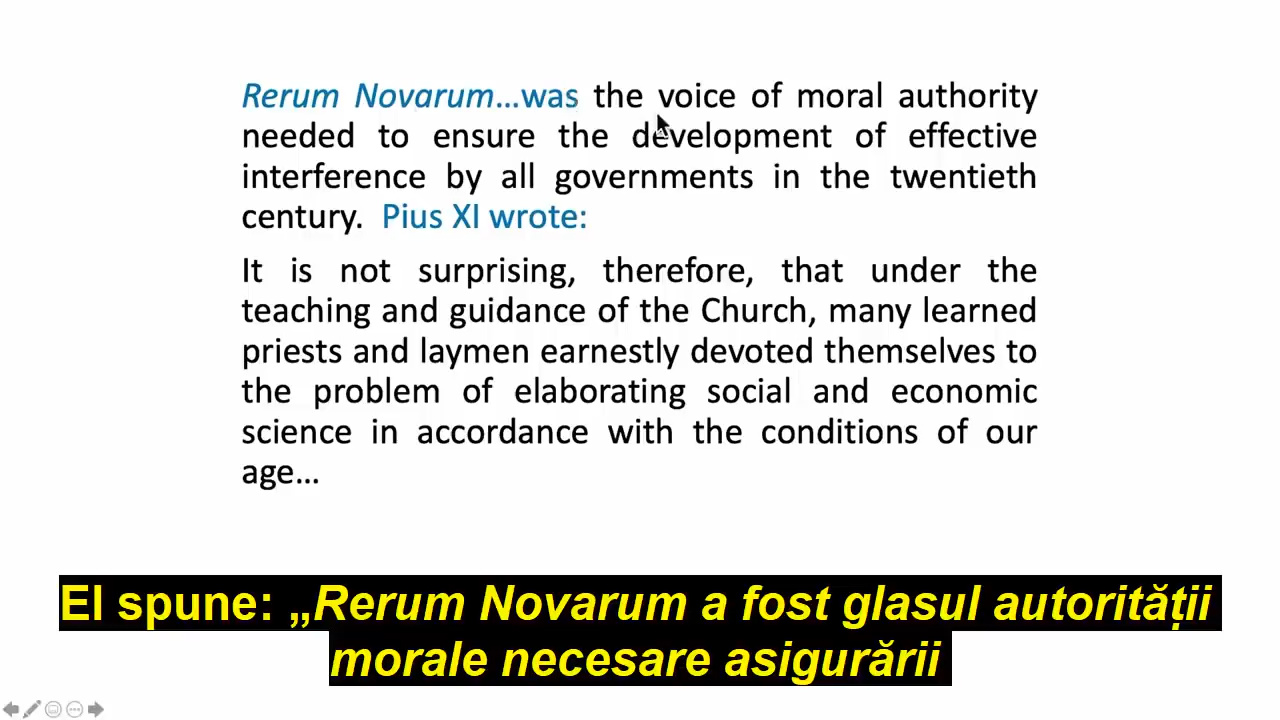 Rerum Novarum…was the voice of moral authority
needed to ensure the development of effective
interference by all governments in the twentieth
century. Pius XI wrote:
It is not surprising, therefore, that under the
teaching and guidance of the Church, many learned
priests and laymen earnestly devoted themselves to
the problem of elaborating social and economic
science in accordance with the conditions of our
age…
El spune: „Rerum Novarum a fost glasul autorității
morale necesare asigurării